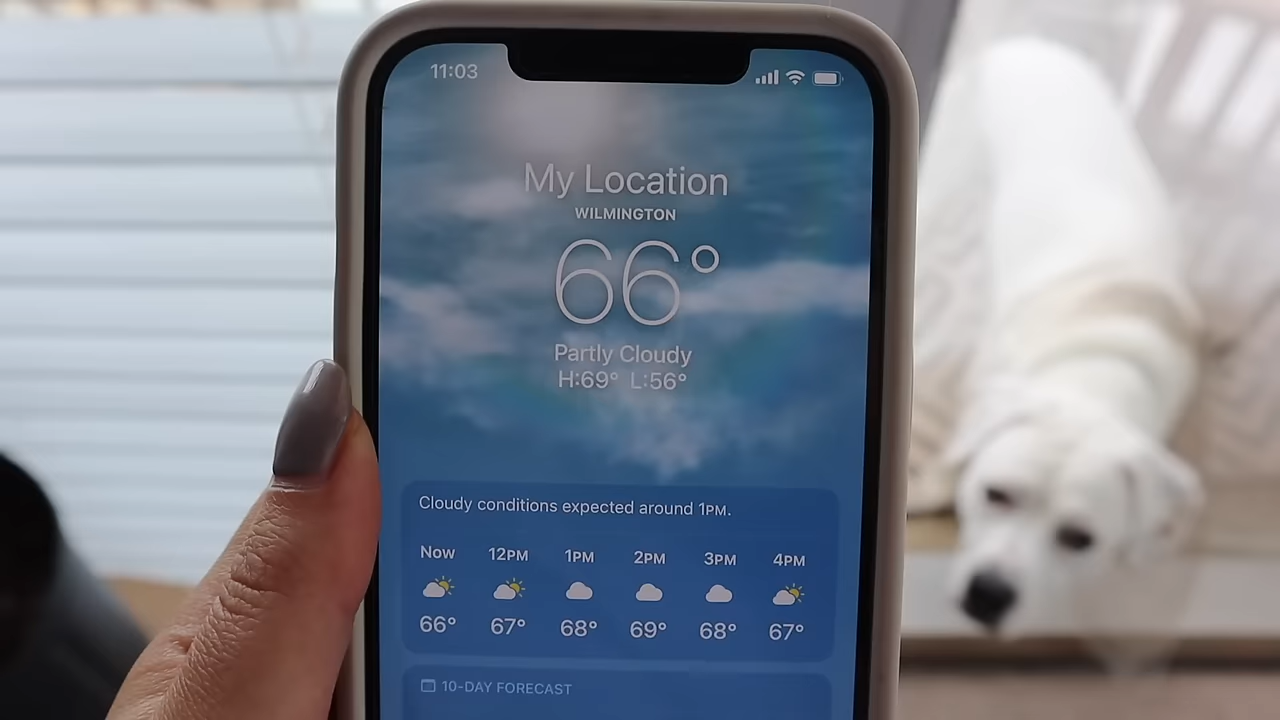 11:03
My Location
WILMINGTON
66°
Partly Cloudy
H:69° L:56°
Cloudy conditions expected around 1PM.
Now 12PM 1PM 2PM 3PM 4PM
66° 67° 68° 69° 68° 67°
10-DAY FORECAST